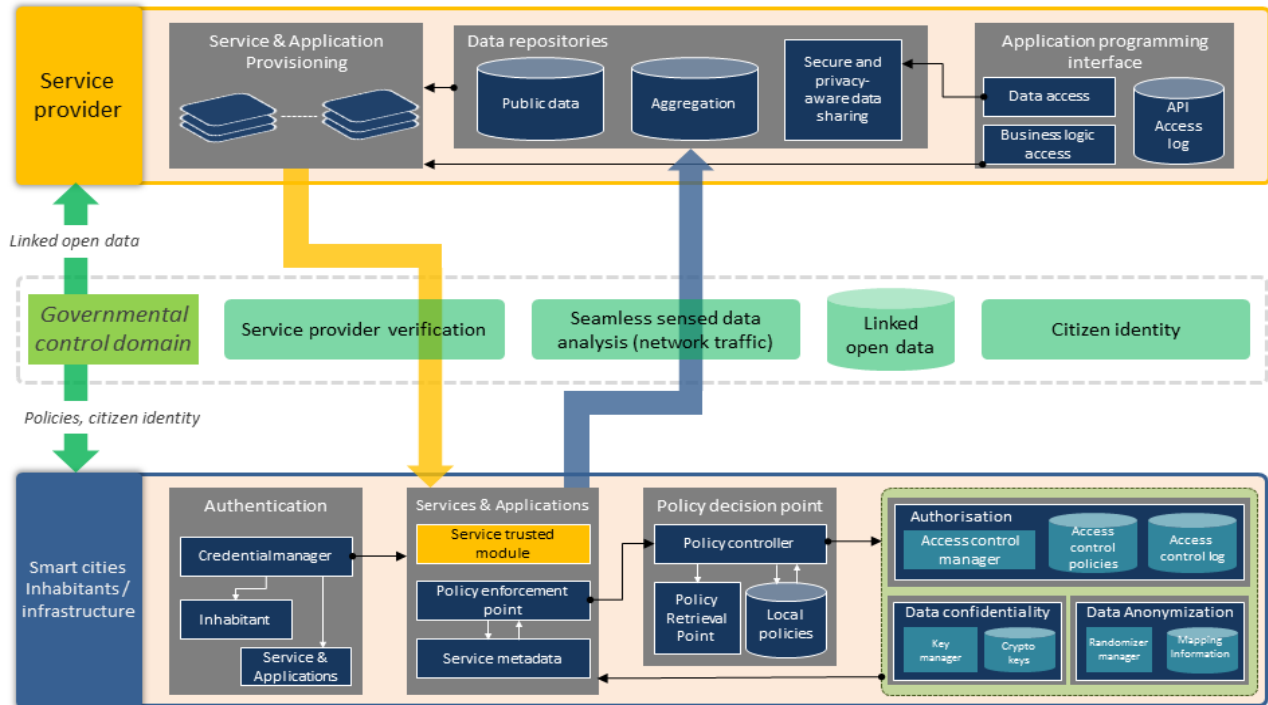 Service
provider
Service & Application
Provisioning
Data repositories
Public data
Aggregation
Secure and
privacy-
aware data
sharing
Application programming
interface
Data access
Business logic
access
API
Access
log
Linked open data
Governmental
control domain
Service provider verification
Seamless sensed data
analysis (network traffic)
Linked
open data
Citizen identity
Policies, citizen identity
Smart cities
Inhabitants /
infrastructure
Authentication
Credential manager
Inhabitant
Service &
Applications
Services & Applications
Service trusted
module
Policy enforcement
point
Service metadata
Policy decision point
Policy controller
Policy
Retrieval
Point
Local
policies
Authorisation
Access control
manager
Access
control
policies
Access
control log
Data confidentiality
Key
manager
Crypto
keys
Data Anonymization
Randomizer
manager
Mapping
Information